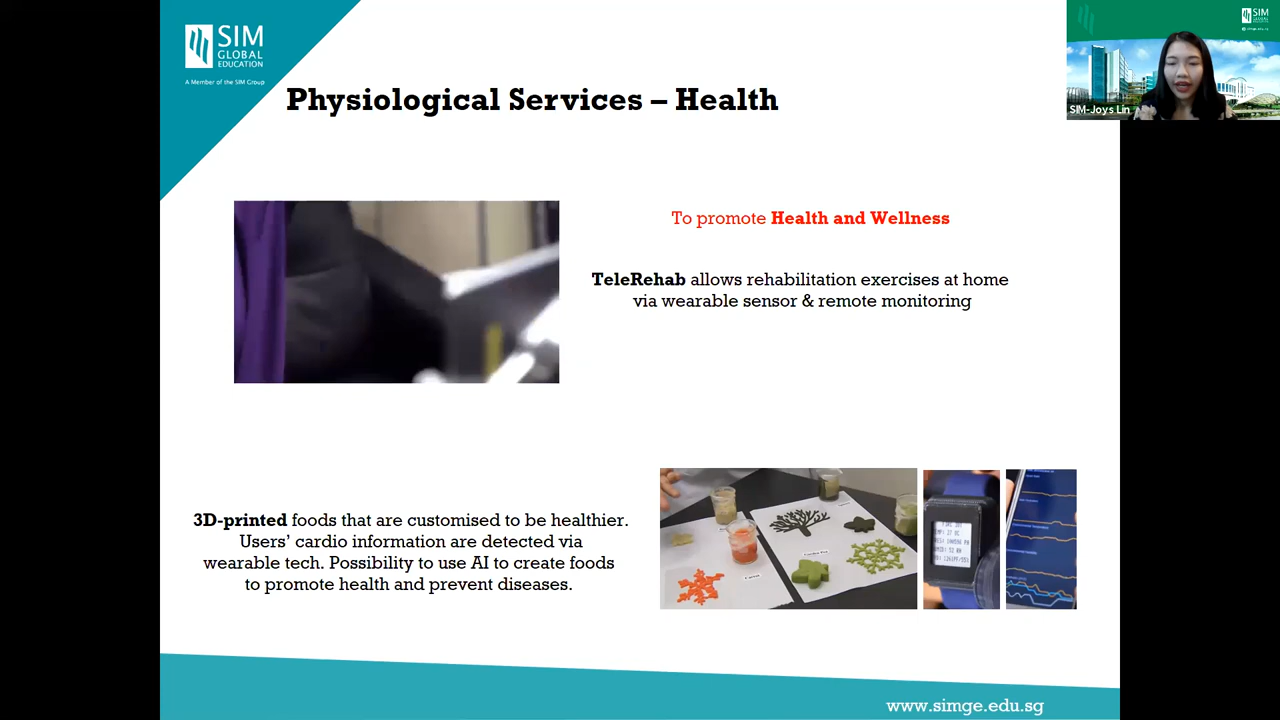 SIM
GLOBAL
EDUCATION
A Member of the SIM Group
Physiological Services – Health
SIM
GLOBAL
EDUCATION
SIM-Joys Lin
To promote Health and Wellness
TeleRehab allows rehabilitation exercises at home
via wearable sensor & remote monitoring
3D-printed foods that are customised to be healthier.
Users’ cardio information are detected via
wearable tech. Possibility to use AI to create foods
to promote health and prevent diseases.
www.simge.edu.sg